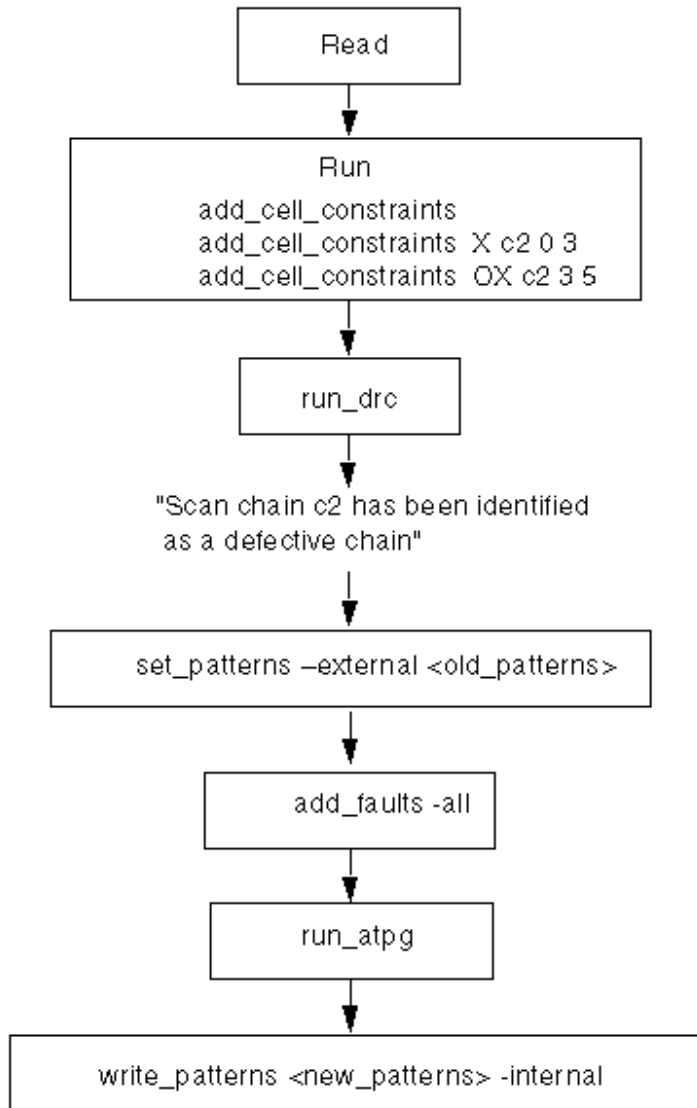 Read
Run
add_cell_constraints
add_cell_constraints X c2 0 3
add_cell_constraints OX c2 3 5
run_drc
"Scan chain c2 has been identified
as a defective chain"
set_patterns –external <old_patterns>
add_faults -all
run_atpg
write_patterns <new_patterns> -internal